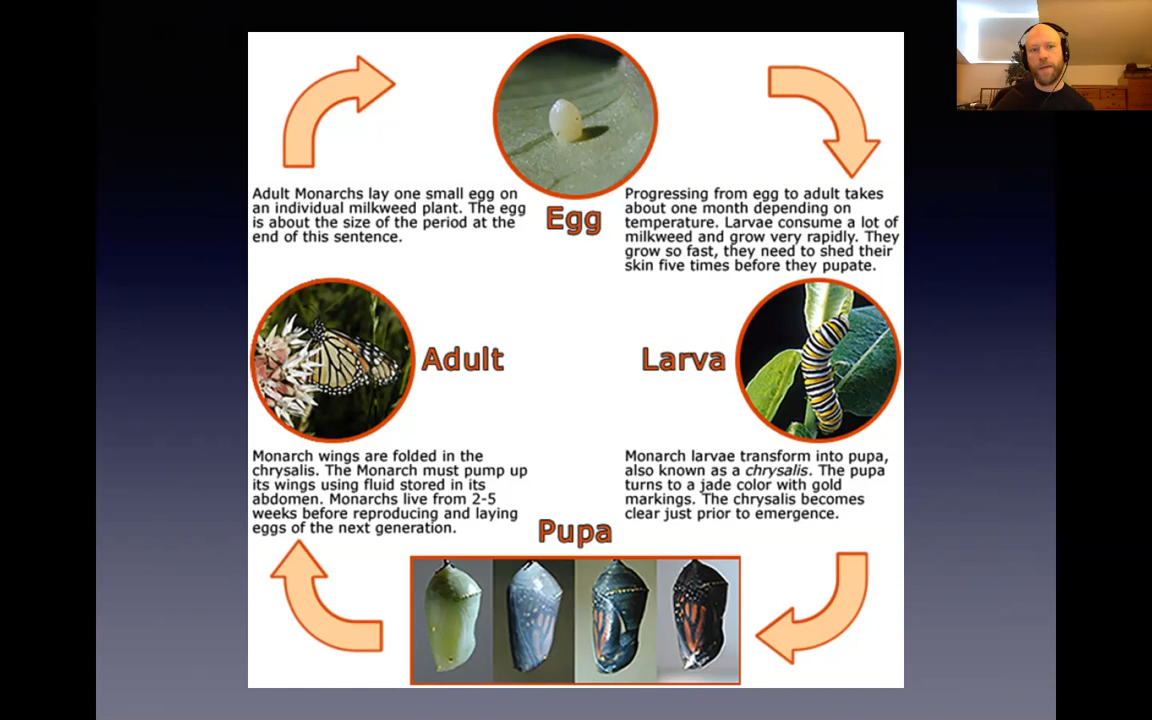 Adult Monarchs lay one small egg on
an individual milkweed plant. The egg
is about the size of the period at the
end of this sentence.
Egg
Progressing from egg to adult takes
about one month depending on
temperature. Larvae consume a lot of
milkweed and grow very rapidly. They
grow so fast, they need to shed their
skin five times before they pupate.
Adult
Larva
Monarch wings are folded in the
chrysalis. The Monarch must pump up
its wings using fluid stored in its
abdomen. Monarchs live from 2-5
weeks before reproducing and laying
eggs of the next generation.
Monarch larvae transform into pupa,
also known as a chrysalis. The pupa
turns to a jade color with gold
markings. The chrysalis becomes
clear just prior to emergence.
Pupa